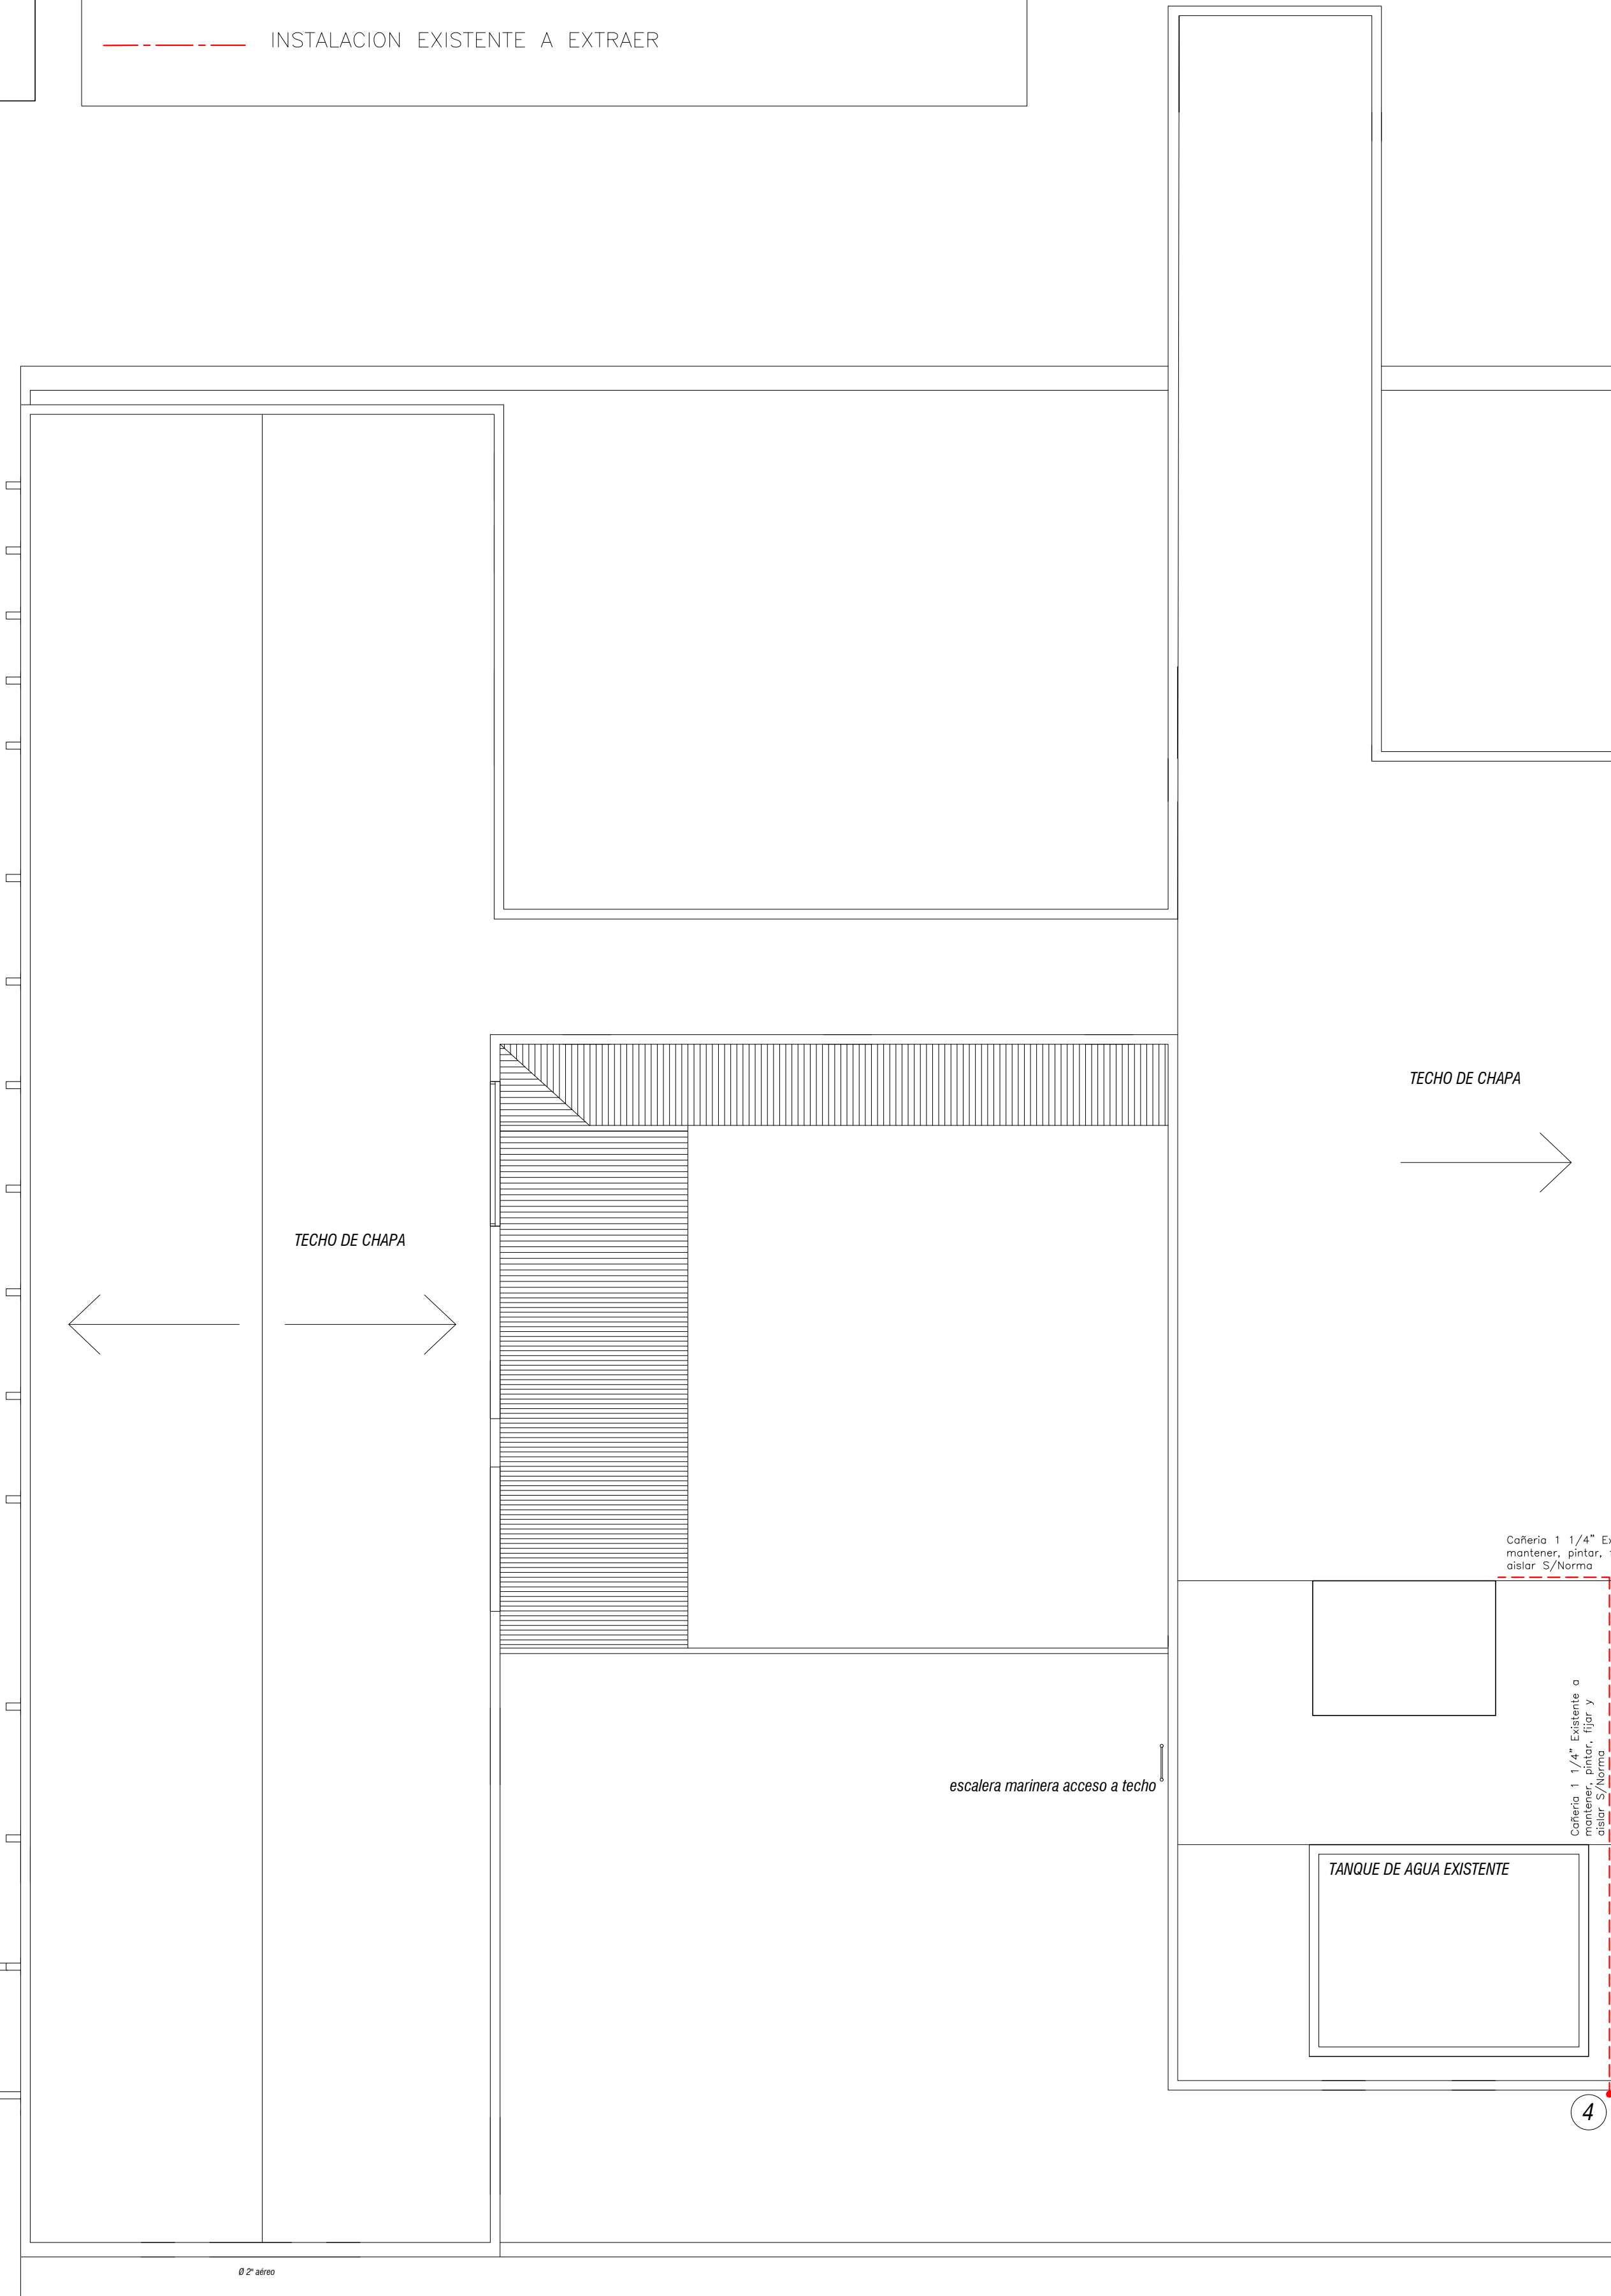 INSTALACION EXISTENTE A EXTRAER
TECHO DE CHAPA
TECHO DE CHAPA
Cañeria 1 1/4" Ex
mantener, pintar,
aislar S/Norma
Cañeria 1 1/4" Existente a
mantener, pintar, fijar y
aislar S/Norma
escalera marinera acceso a techo
TANQUE DE AGUA EXISTENTE
4
Ø 2" aéreo